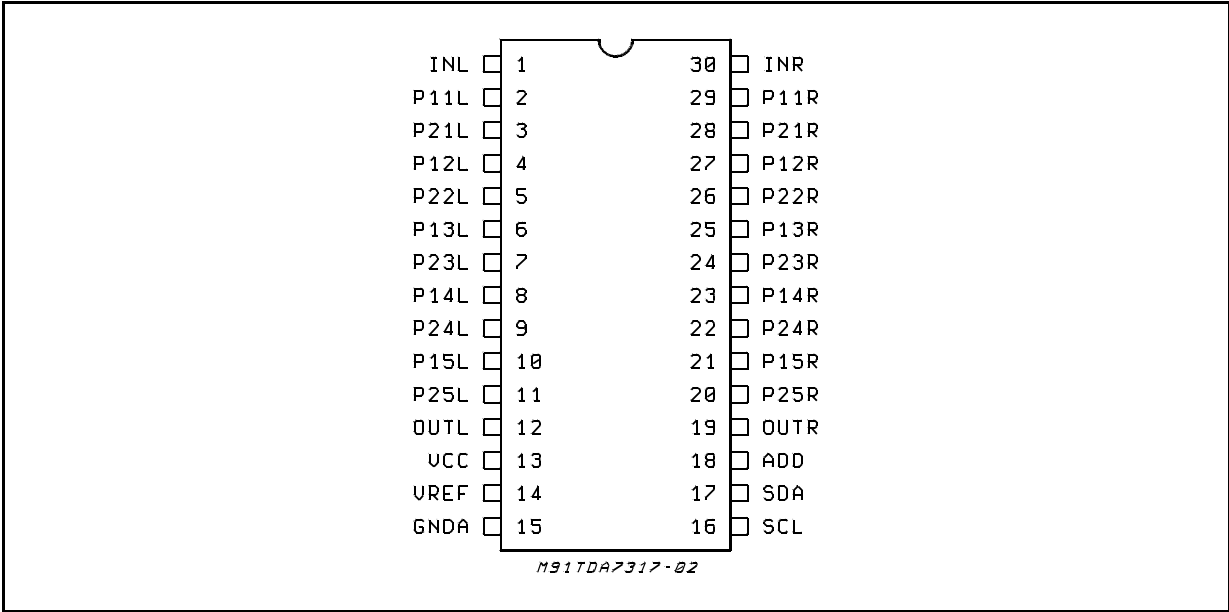 INL 1 30 INR
P11L 2 29 P11R
P21L 3 28 P21R
P12L 4 27 P12R
P22L 5 26 P22R
P13L 6 25 P13R
P23L 7 24 P23R
P14L 8 23 P14R
P24L 9 22 P24R
P15L 10 21 P15R
P25L 11 20 P25R
OUTL 12 19 OUTR
VCC 13 18 ADD
VREF 14 17 SDA
GNDA 15 16 SCL
M91TDA7317-02